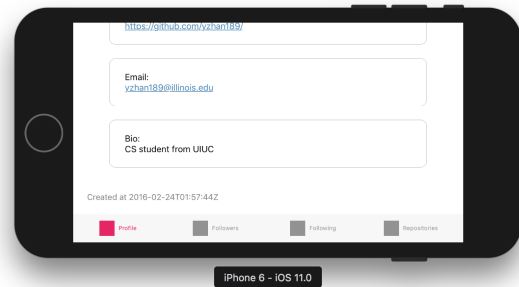 https://github.com/yzhan189/
Email:
yzhan189@illinois.edu
Bio:
CS student from UIUC
Created at 2016-02-24T01:57:44Z
Profile
Followers
Following
Repositories
iPhone 6 - iOS 11.0